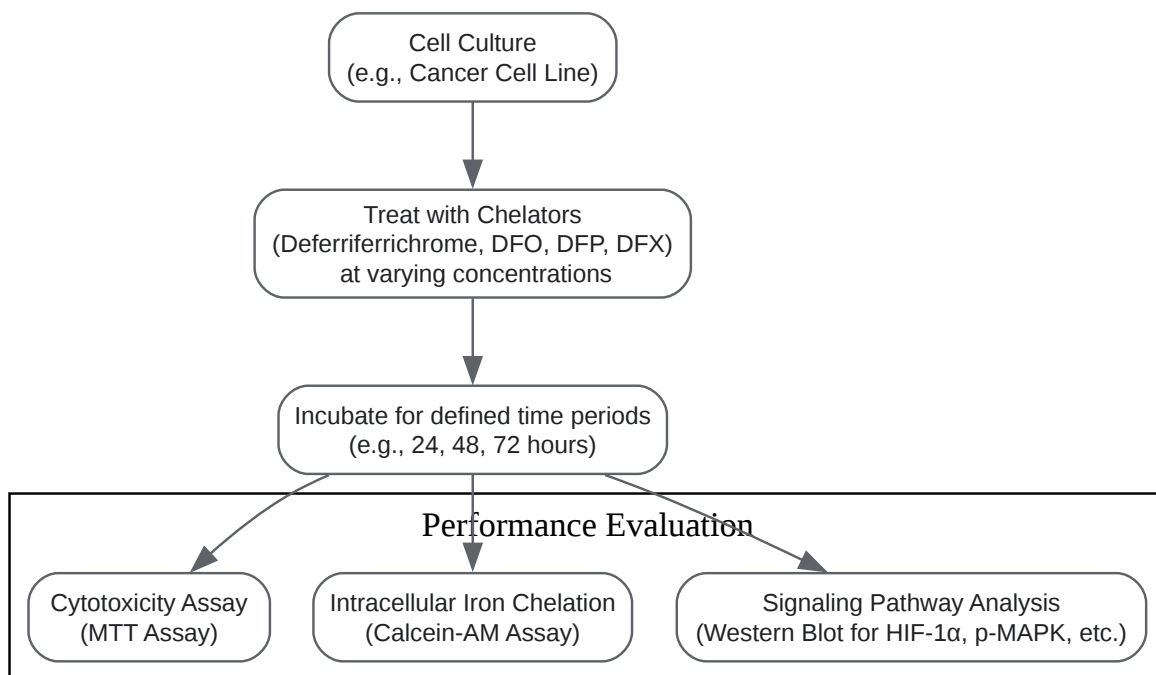 Cell Culture
(e.g., Cancer Cell Line)
Treat with Chelators
(Deferriferrichrome, DFO, DFP, DFX)
at varying concentrations
Incubate for defined time periods
(e.g., 24, 48, 72 hours)
Performance Evaluation
Cytotoxicity Assay
(MTT Assay)
Intracellular Iron Chelation
(Calcein-AM Assay)
Signaling Pathway Analysis
(Western Blot for HIF-1α, p-MAPK, etc.)